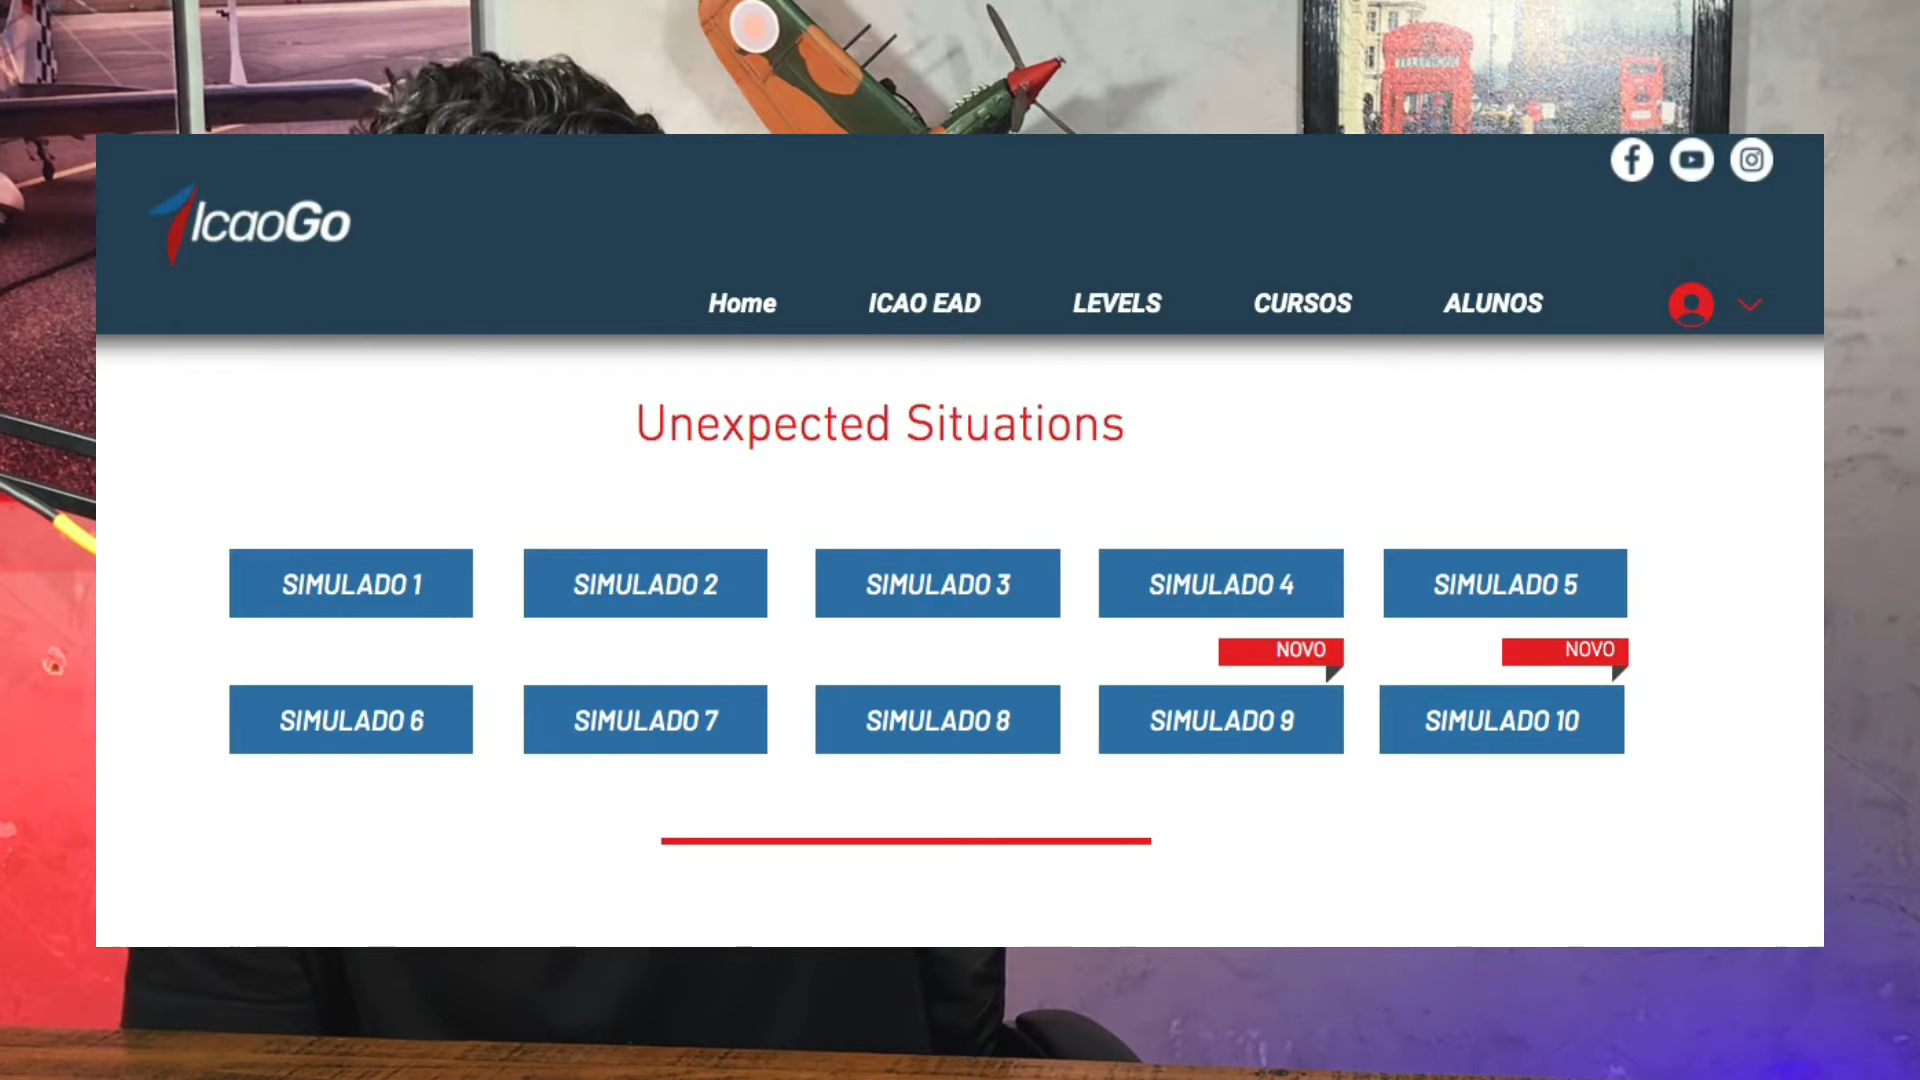 TELEPHONE
IcaoGo
Home ICAO EAD LEVELS CURSOS ALUNOS
Unexpected Situations
SIMULADO 1 SIMULADO 2 SIMULADO 3 SIMULADO 4 SIMULADO 5
NOVO NOVO
SIMULADO 6 SIMULADO 7 SIMULADO 8 SIMULADO 9 SIMULADO 10